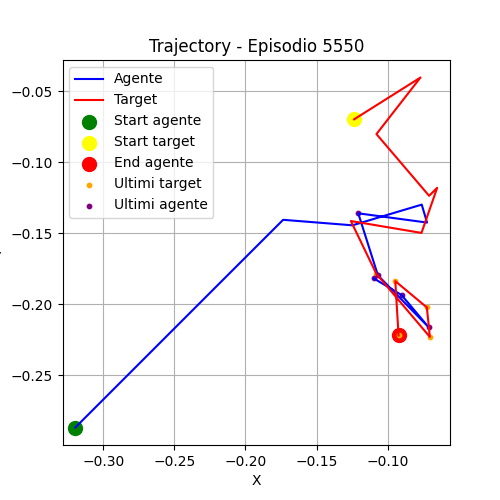 Trajectory - Episodio 5550
Agente
Target
Start agente
Start target
End agente
Ultimi target
Ultimi agente
−0.05
−0.10
−0.15
−0.20
−0.25
−0.30 −0.25 −0.20 −0.15 −0.10
X